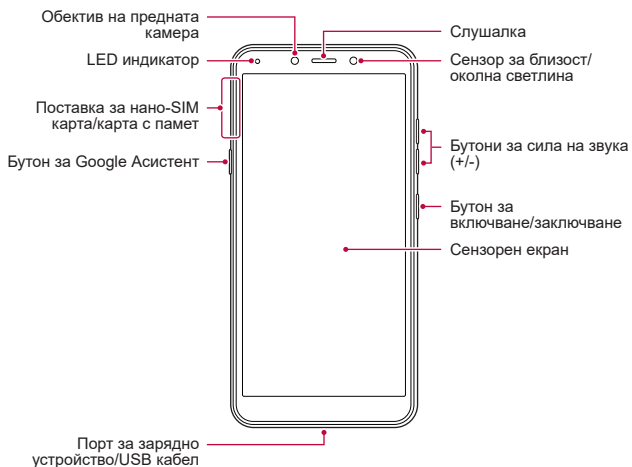 Обектив на предната
камера
LED индикатор
Поставка за нано-SIM
карта/карта с памет
Бутон за Google Асистент
Слушалка
Сензор за близост/
околна светлина
Бутони за сила на звука
(+/-)
Бутон за
включване/заключване
Сензорен екран
Порт за зарядно
устройство/USB кабел